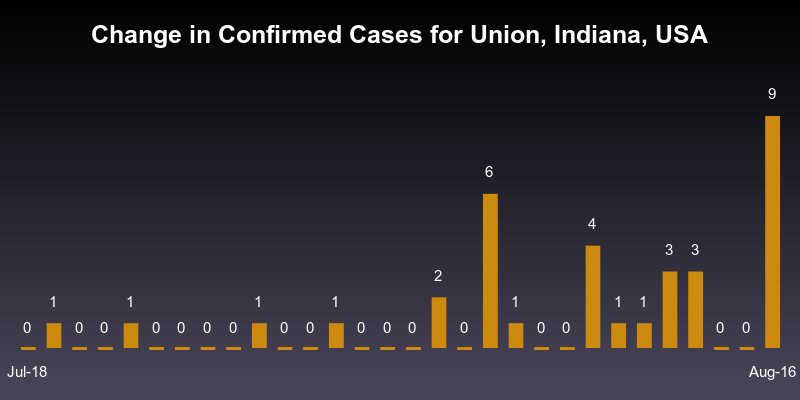 Change in Confirmed Cases for Union, Indiana, USA
0 1 0 0 1 0 0 0 0 1 0 0 1 0 0 0 2 0 6 1 0 0 4 1 1 3 3 0 0 9
Jul-18 Aug-16